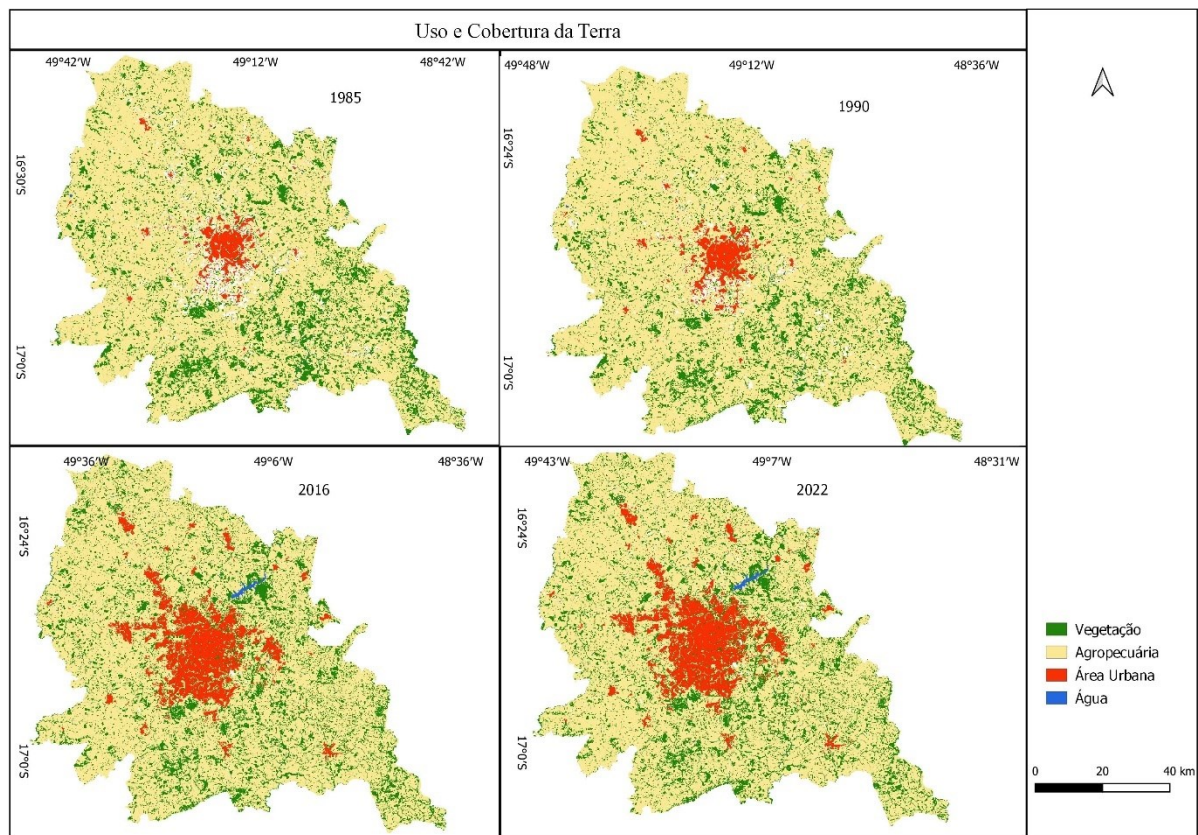 Uso e Cobertura da Terra
49°42'W 49°12'W 48°42'W
1985
16°30'S
17°0'S
49°48'W 49°12'W 48°36'W
1990
16°24'S
17°0'S
49°36'W 49°6'W 48°36'W
2016
16°24'S
17°0'S
49°43'W 49°7'W 48°31'W
2022
16°24'S
17°0'S
Vegetação
Agropecuária
Área Urbana
Água
0 20 40 km